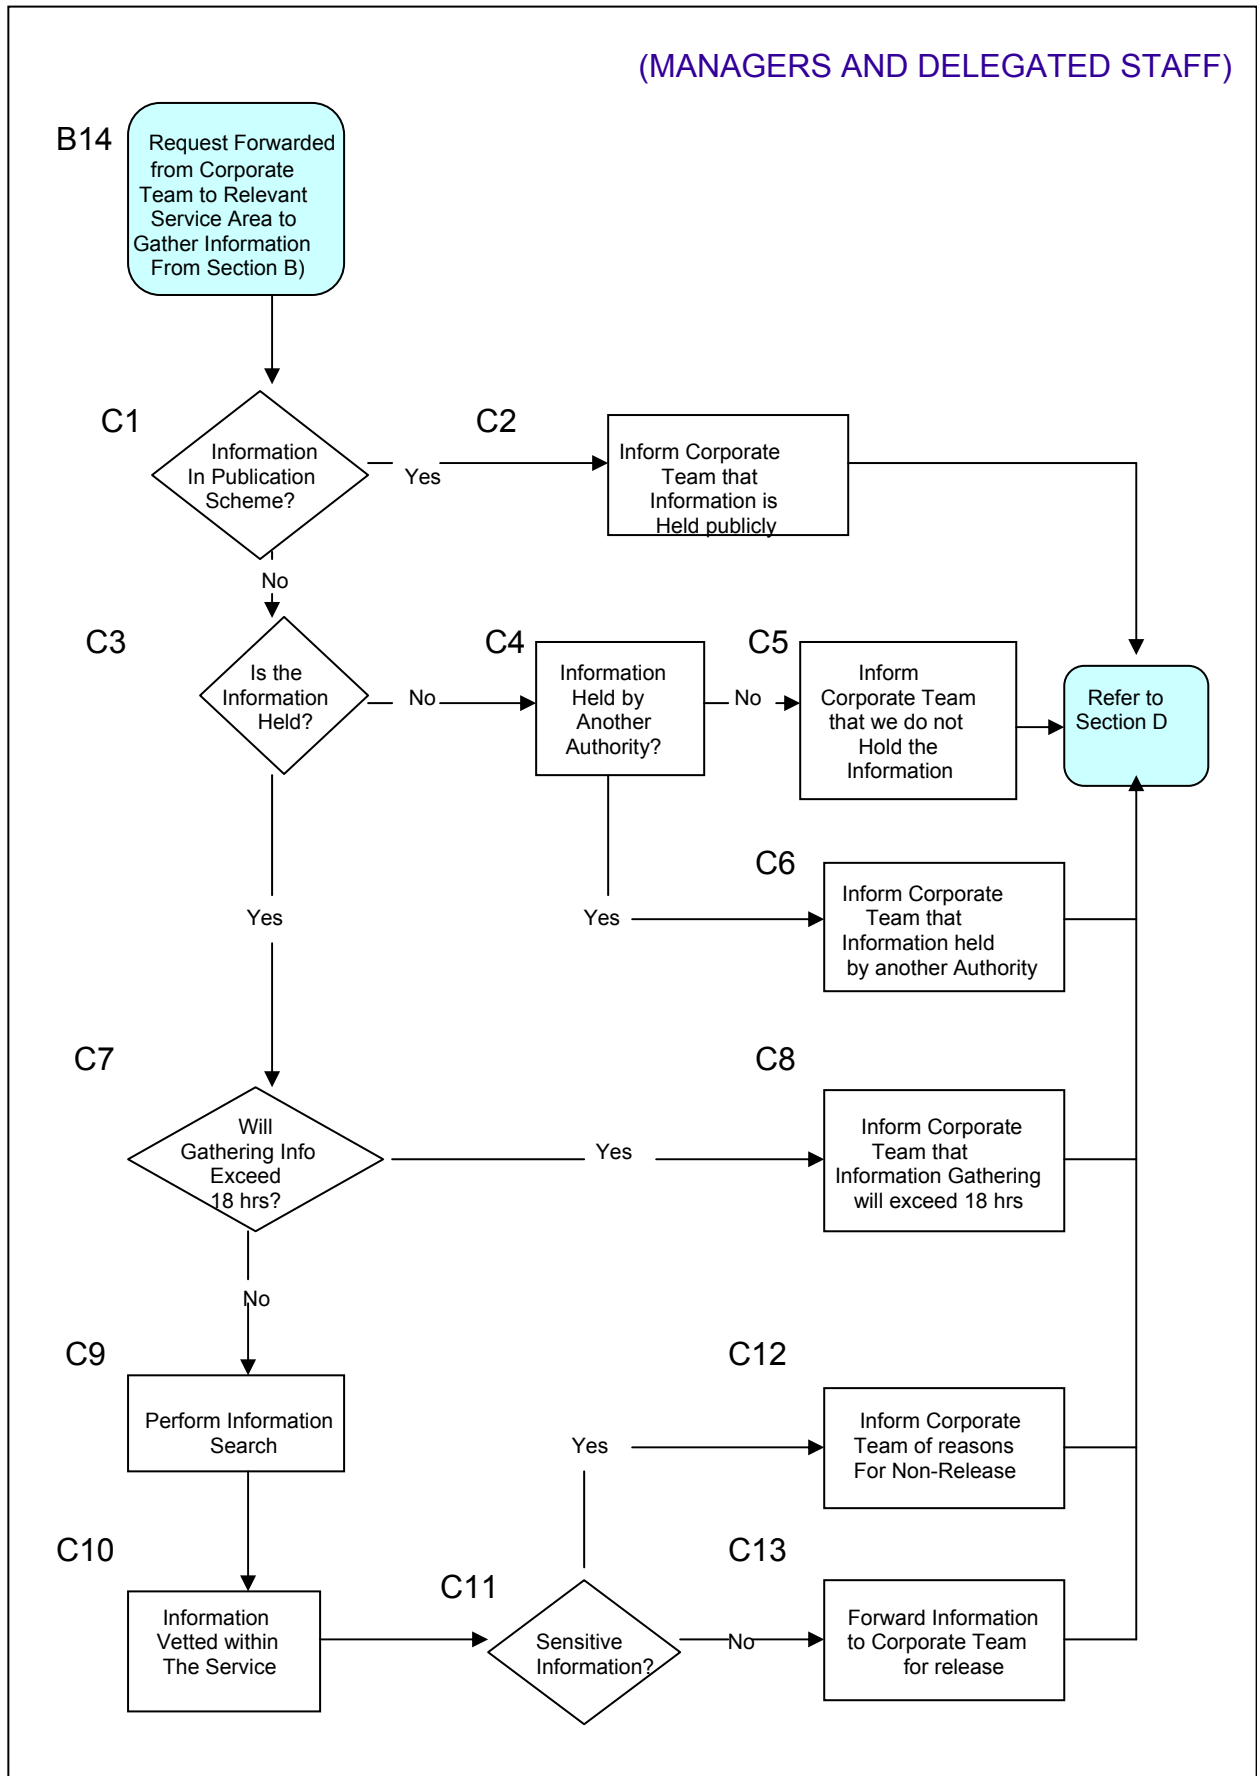 (MANAGERS AND DELEGATED STAFF)
B14
Request Forwarded
from Corporate
Team to Relevant
Service Area to
Gather Information
From Section B)
C1
Information
In Publication
Scheme?
Yes
C2
Inform Corporate
Team that
Information is
Held publicly
No
C3
Is the
Information
Held?
No
C4
Information
Held by
Another
Authority?
No
C5
Inform
Corporate Team
that we do not
Hold the
Information
Refer to
Section D
Yes
Yes
C6
Inform Corporate
Team that
Information held
by another Authority
C7
Will
Gathering Info
Exceed
18 hrs?
Yes
C8
Inform Corporate
Team that
Information Gathering
will exceed 18 hrs
No
C9
Perform Information
Search
C10
Information
Vetted within
The Service
C11
Sensitive
Information?
Yes
C12
Inform Corporate
Team of reasons
For Non-Release
No
C13
Forward Information
to Corporate Team
for release